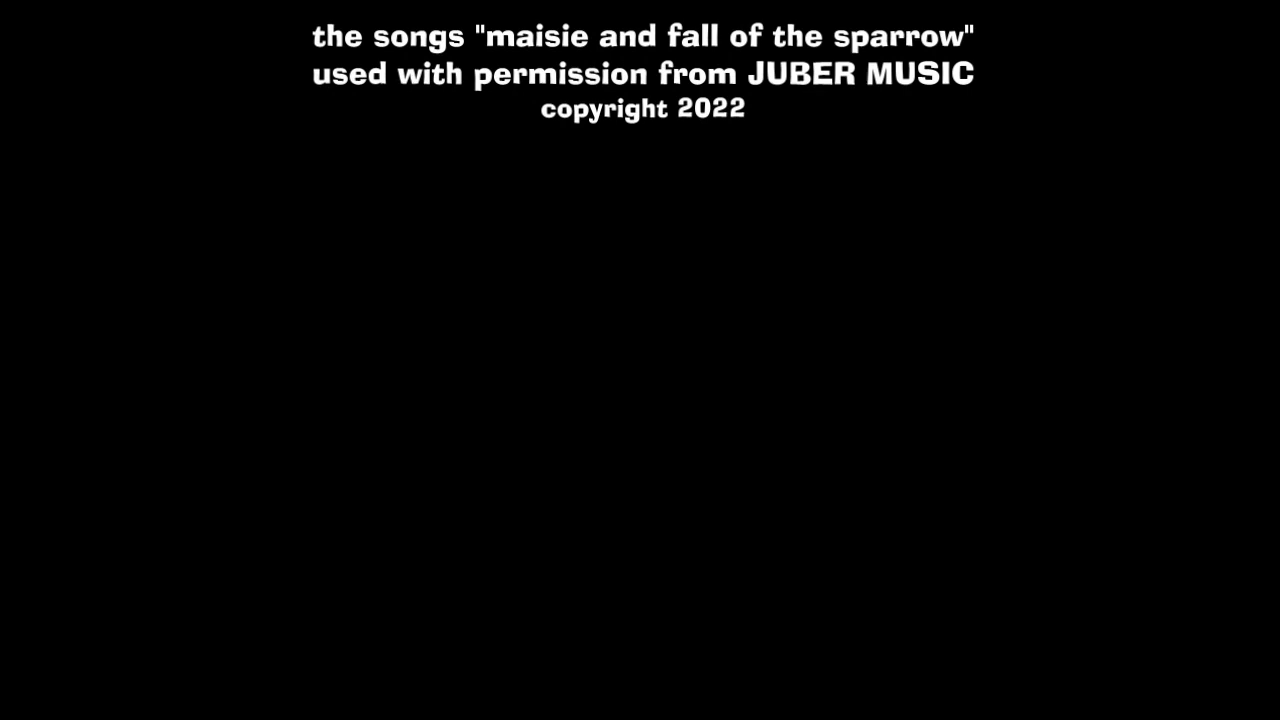 the songs "maisie and fall of the sparrow"
used with permission from JUBER MUSIC
copyright 2022